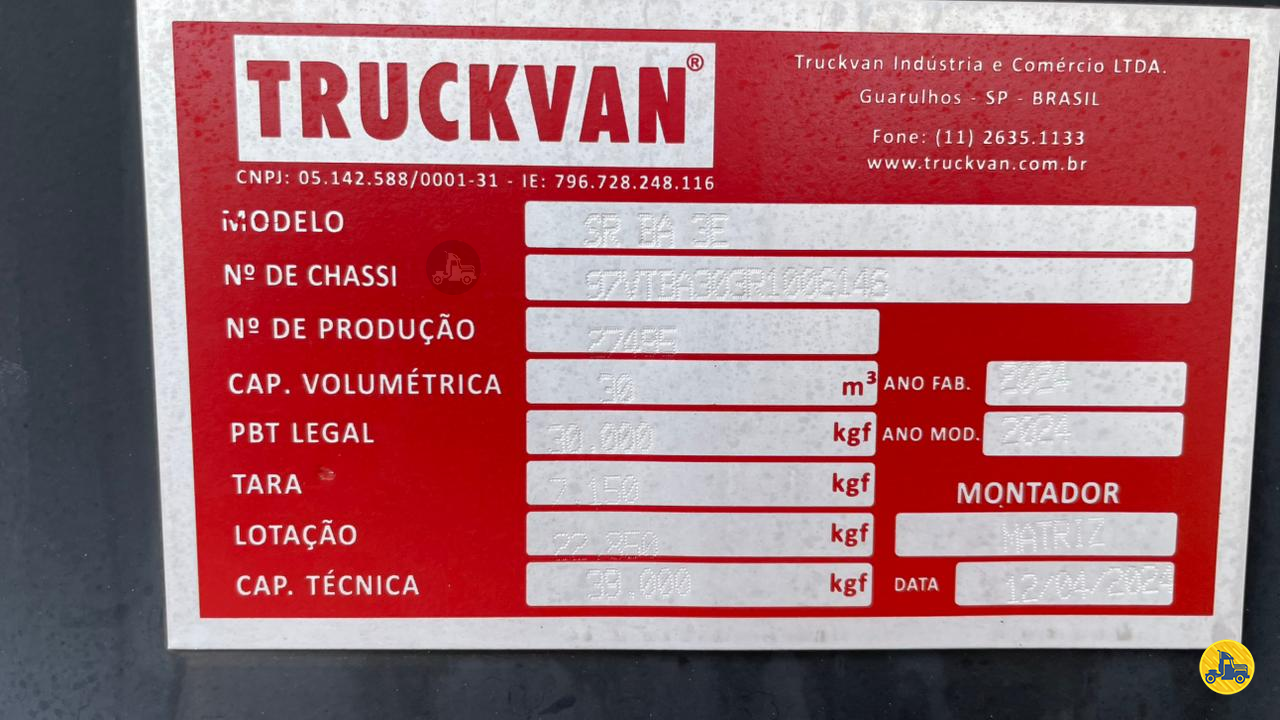 TRUCKVAN®
Truckvan Indústria e Comércio LTDA.
Guarulhos - SP - BRASIL
Fone: (11) 2635.1133
www.truckvan.com.br
CNPJ: 05.142.588/0001-31 - IE: 796.728.248.116
MODELO SR BA 3E
Nº DE CHASSI
Nº DE PRODUÇÃO 27495
CAP. VOLUMÉTRICA 30 m³ ANO FAB. 2024
PBT LEGAL 30.000 kgf ANO MOD. 2024
TARA 7.150 kgf
MONTADOR
LOTAÇÃO 22.850 kgf MATRIZ
CAP. TÉCNICA 39.000 kgf DATA 12/04/2024